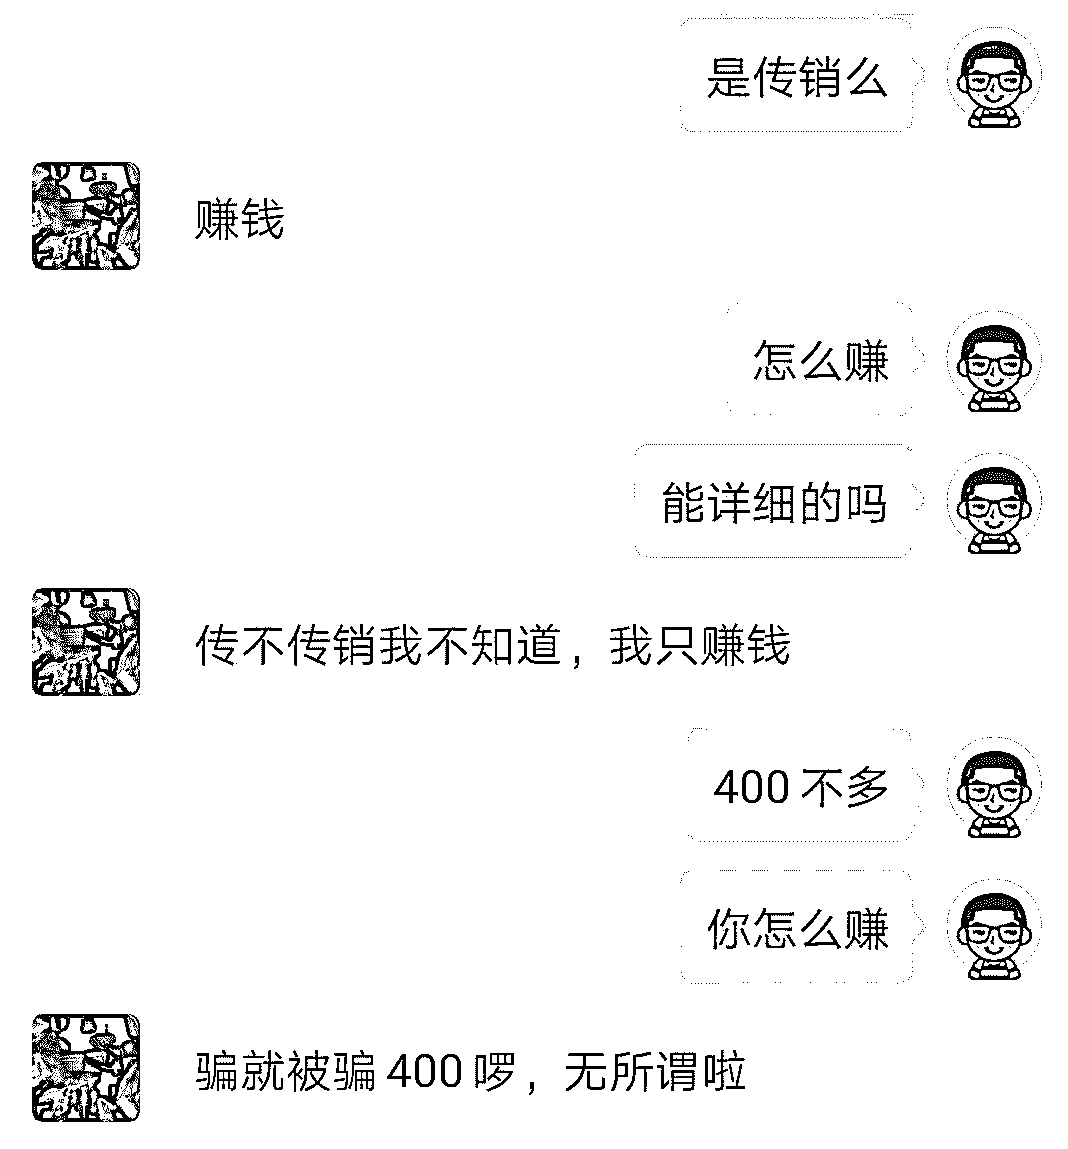 是传销么
赚钱
怎么赚
能详细的吗
传不传销我不知道，我只赚钱
400 不多
你怎么赚
骗就被骗 400 啰，无所谓啦